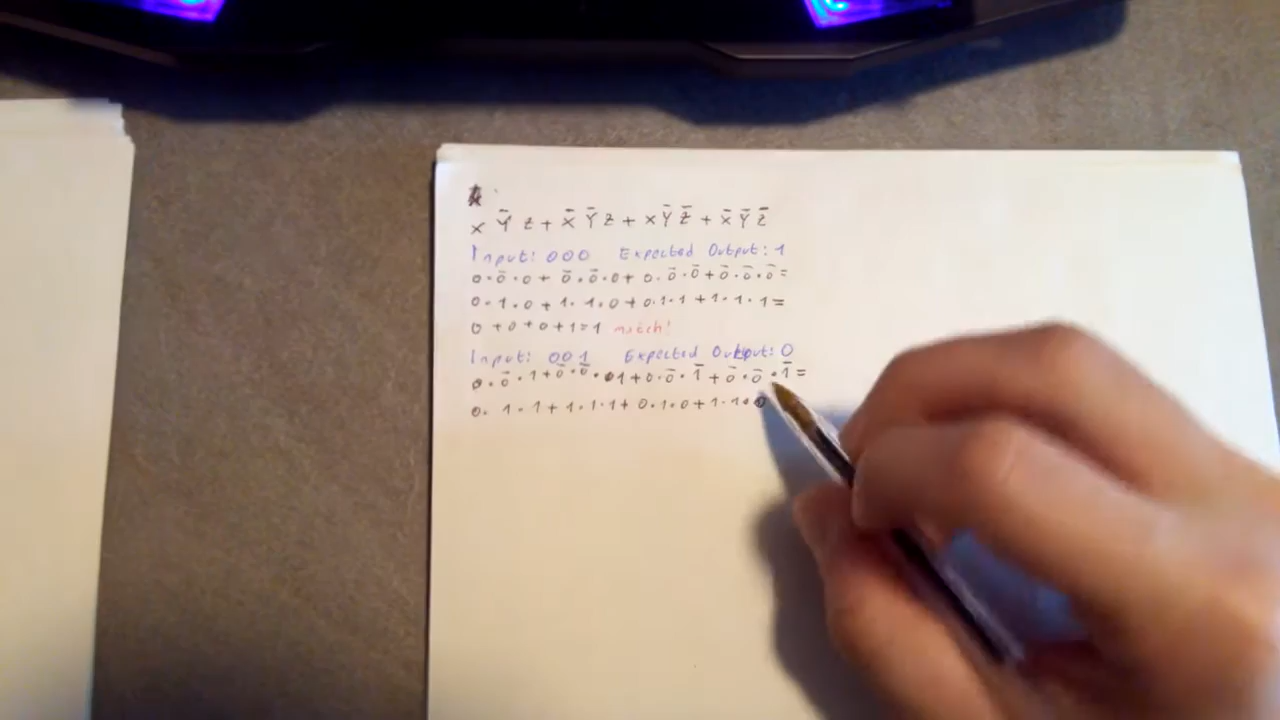 x Ȳ z + X̄ Ȳ z + x Ȳ Z̄ + X̄ Ȳ Z̄
Input: 000 Expected Output: 1
0·0̄·0 + 0̄·0̄·0 + 0·0̄·0̄ + 0̄·0̄·0̄ =
0·1·0 + 1·1·0 + 0·1·1 + 1·1·1 =
0 + 0 + 0 + 1 = 1 match!
Input: 001 Expected Output: 0
0·0̄·1 + 0̄·0̄·1 + 0·0̄·1̄ + 0̄·0̄·1̄ =
0·1·1 + 1·1·1 + 0·1·0 + 1·1·0